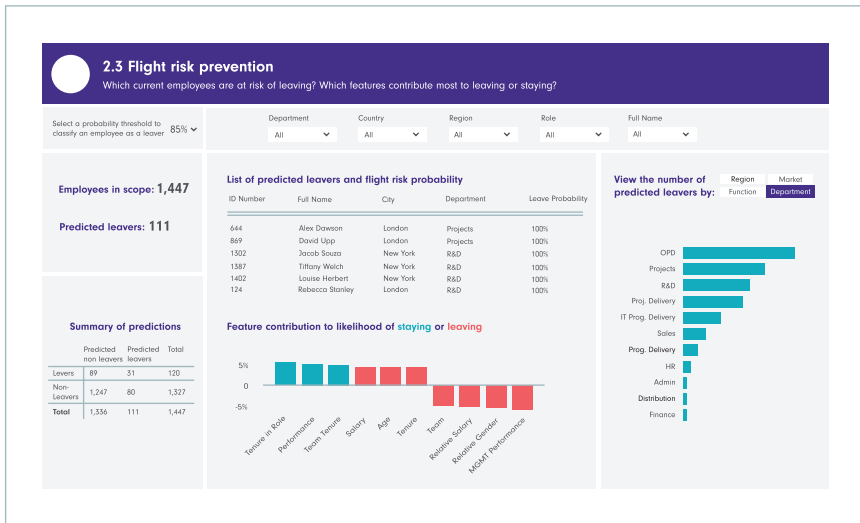 2.3 Flight risk prevention
Which current employees are at risk of leaving? Which features contribute most to leaving or staying?
Select a probability threshold to
classify an employee as a leaver
85%
Department
All
Country
All
Region
All
Role
All
Full Name
All
Employees in scope: 1,447
Predicted leavers: 111
Summary of predictions
Predicted non leavers Predicted leavers Total
Levers 89 31 120
Non-Leavers 1,247 80 1,327
Total 1,336 111 1,447
List of predicted leavers and flight risk probability
ID Number Full Name City Department Leave Probability
644 Alex Dawson London Projects 100%
869 David Upp London Projects 100%
1302 Jacob Souza New York R&D 100%
1387 Tiffany Welch New York R&D 100%
1402 Louise Herbert New York R&D 100%
124 Rebecca Stanley London R&D 100%
Feature contribution to likelihood of staying or leaving
5%
0
-5%
Tenure in Role
Performance
Team Tenure
Salary
Age
Tenure
Team
Relative Salary
Relative Gender
MGMT Performance
View the number of
predicted leavers by:
Region Market
Function Department
OPD
Projects
R&D
Proj. Delivery
IT Prog. Delivery
Sales
Prog. Delivery
HR
Admin
Distribution
Finance